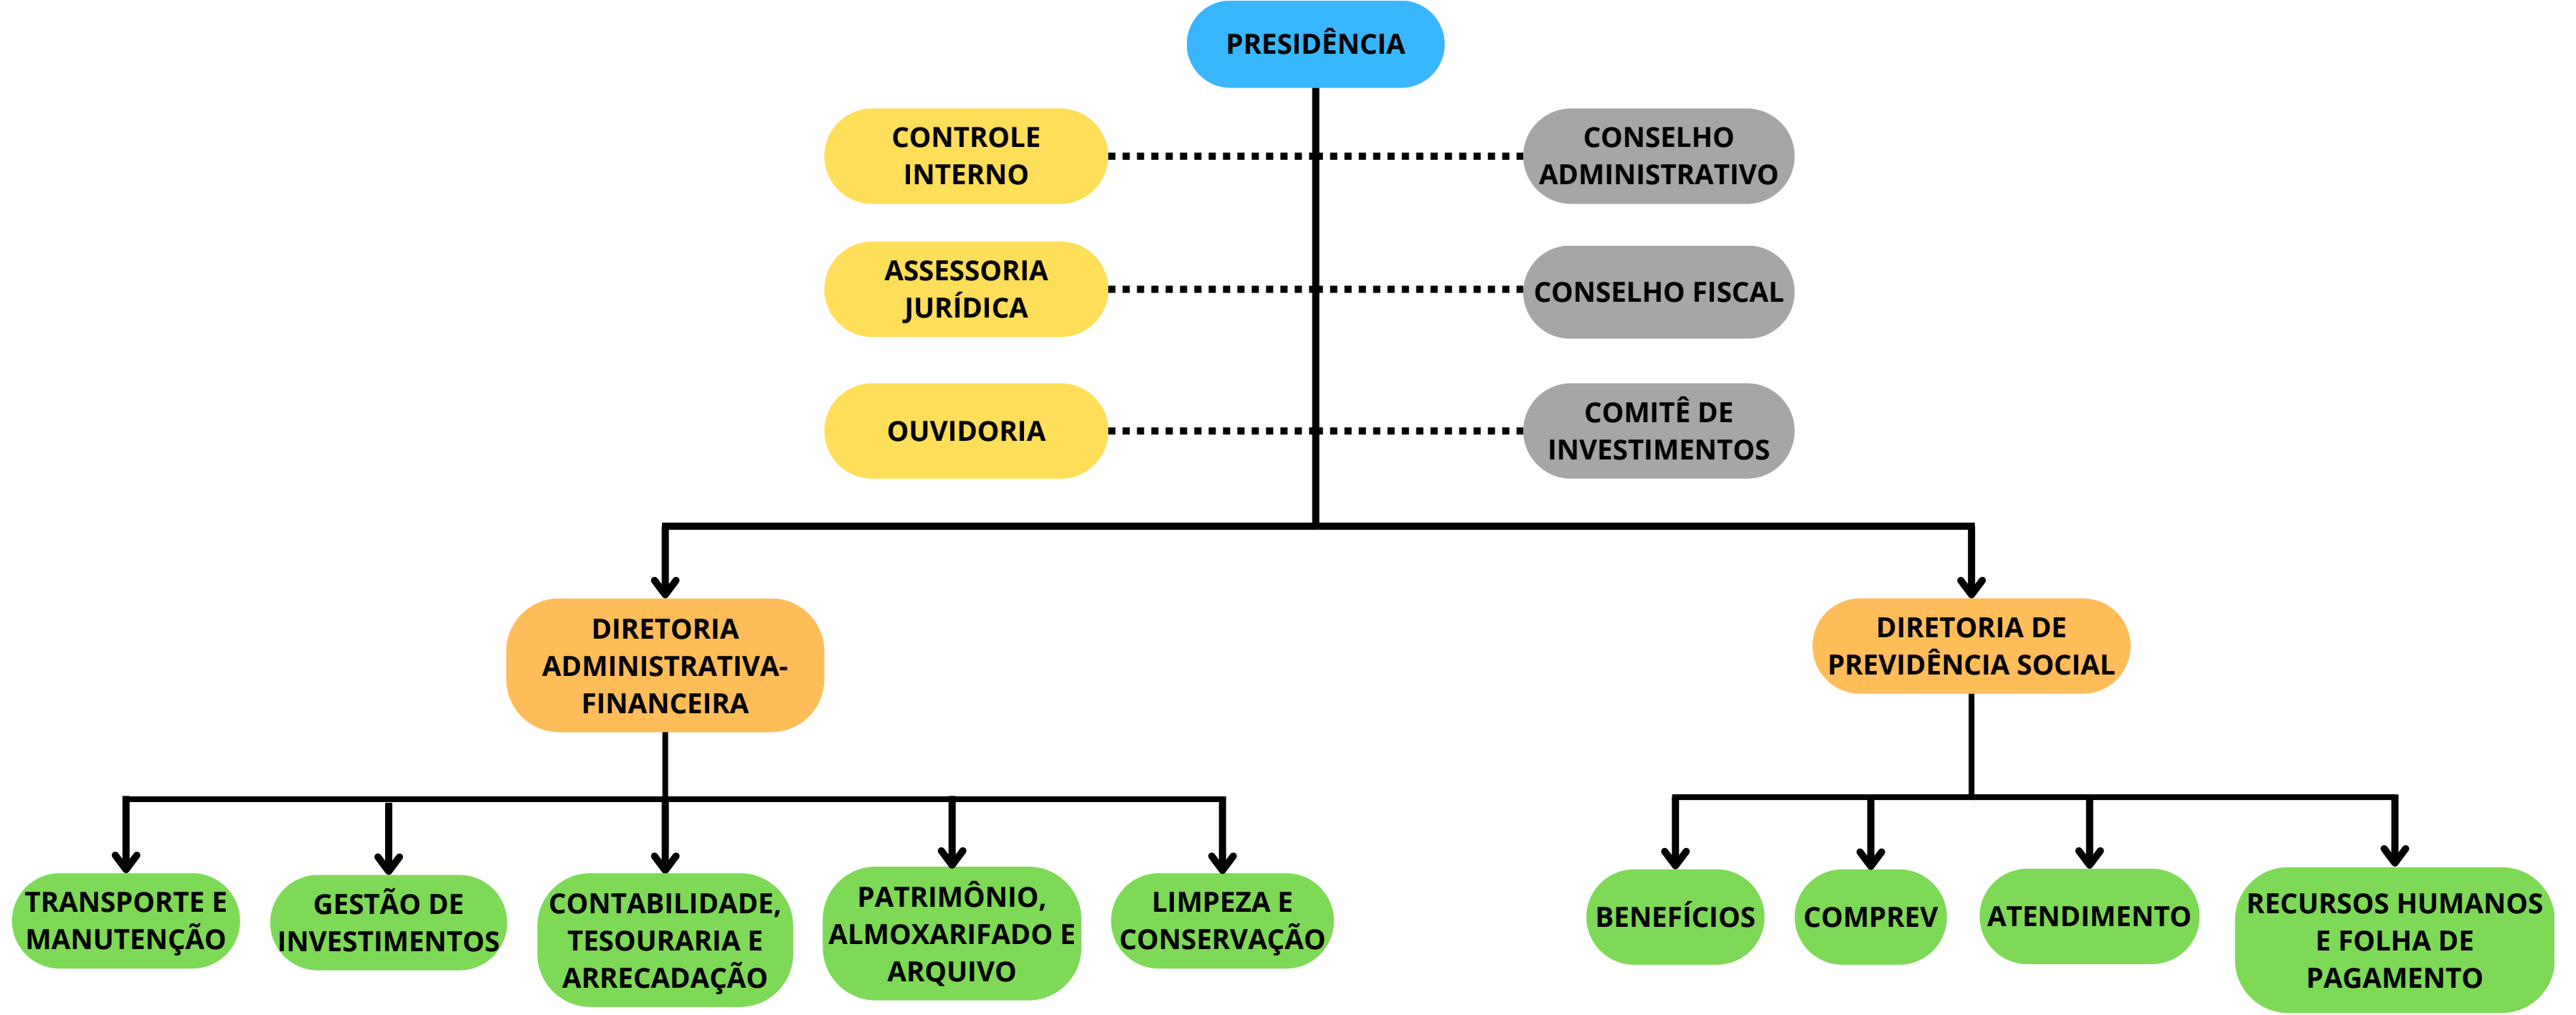 PRESIDÊNCIA
CONTROLE
INTERNO
CONSELHO
ADMINISTRATIVO
ASSESSORIA
JURÍDICA
CONSELHO FISCAL
OUVIDORIA
COMITÊ DE
INVESTIMENTOS
DIRETORIA
ADMINISTRATIVA-
FINANCEIRA
DIRETORIA DE
PREVIDÊNCIA SOCIAL
TRANSPORTE E
MANUTENÇÃO
GESTÃO DE
INVESTIMENTOS
CONTABILIDADE,
TESOURARIA E
ARRECADAÇÃO
PATRIMÔNIO,
ALMOXARIFADO E
ARQUIVO
LIMPEZA E
CONSERVAÇÃO
BENEFÍCIOS
COMPREV
ATENDIMENTO
RECURSOS HUMANOS
E FOLHA DE
PAGAMENTO